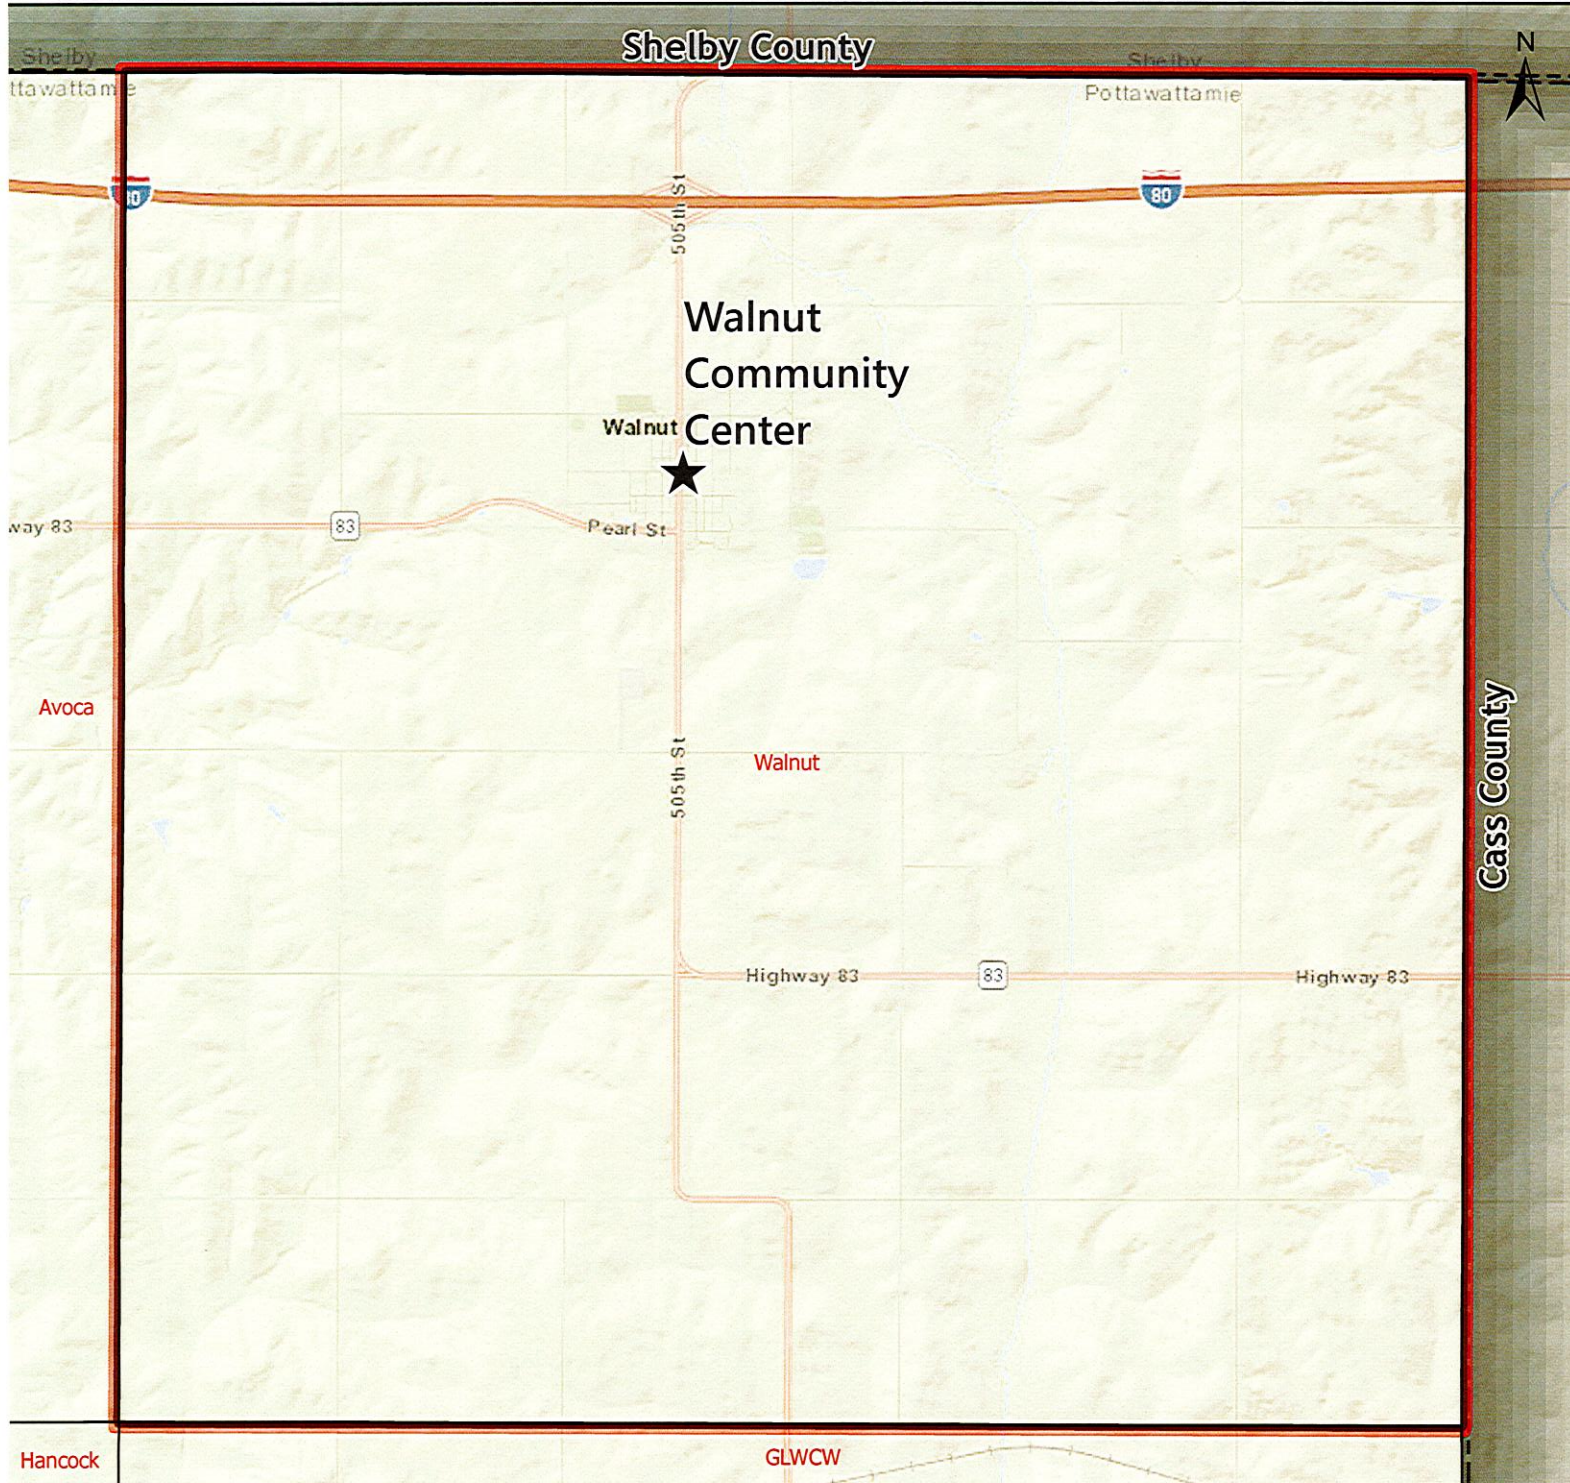 Shelby County
N
Shelby
Shelby
ttawattamie
Pottawattamie
80
80
505th St
Walnut
Community
Center
Walnut
way 83
83
Pearl St
Avoca
Walnut
505th St
Cass County
Highway 83
83
Highway 83
Hancock
GLWCW